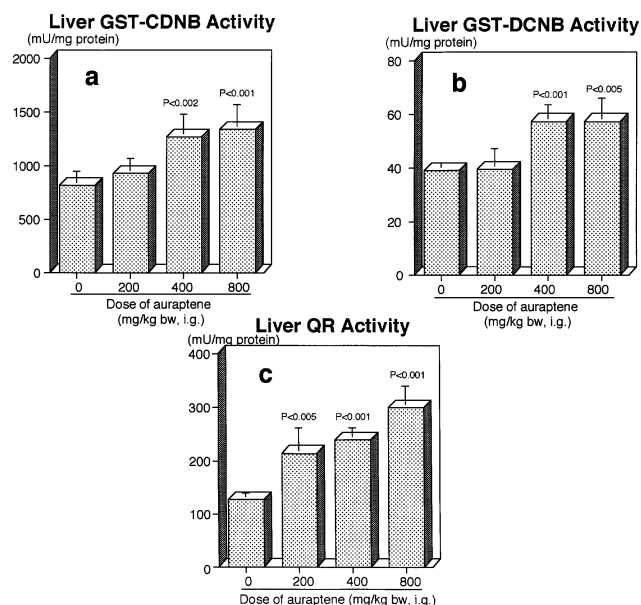 Liver GST-CDNB Activity
(mU/mg protein)
a
2000
1500
1000
500
0
P<0.002
P<0.001
0 200 400 800
Dose of auraptene
(mg/kg bw, i.g.)
Liver GST-DCNB Activity
(mU/mg protein)
b
80
60
40
20
0
P<0.001
P<0.005
0 200 400 800
Dose of auraptene
(mg/kg bw, i.g.)
Liver QR Activity
(mU/mg protein)
c
400
300
200
100
0
P<0.005
P<0.001
P<0.001
0 200 400 800
Dose of auraptene (mg/kg bw, i.g.)